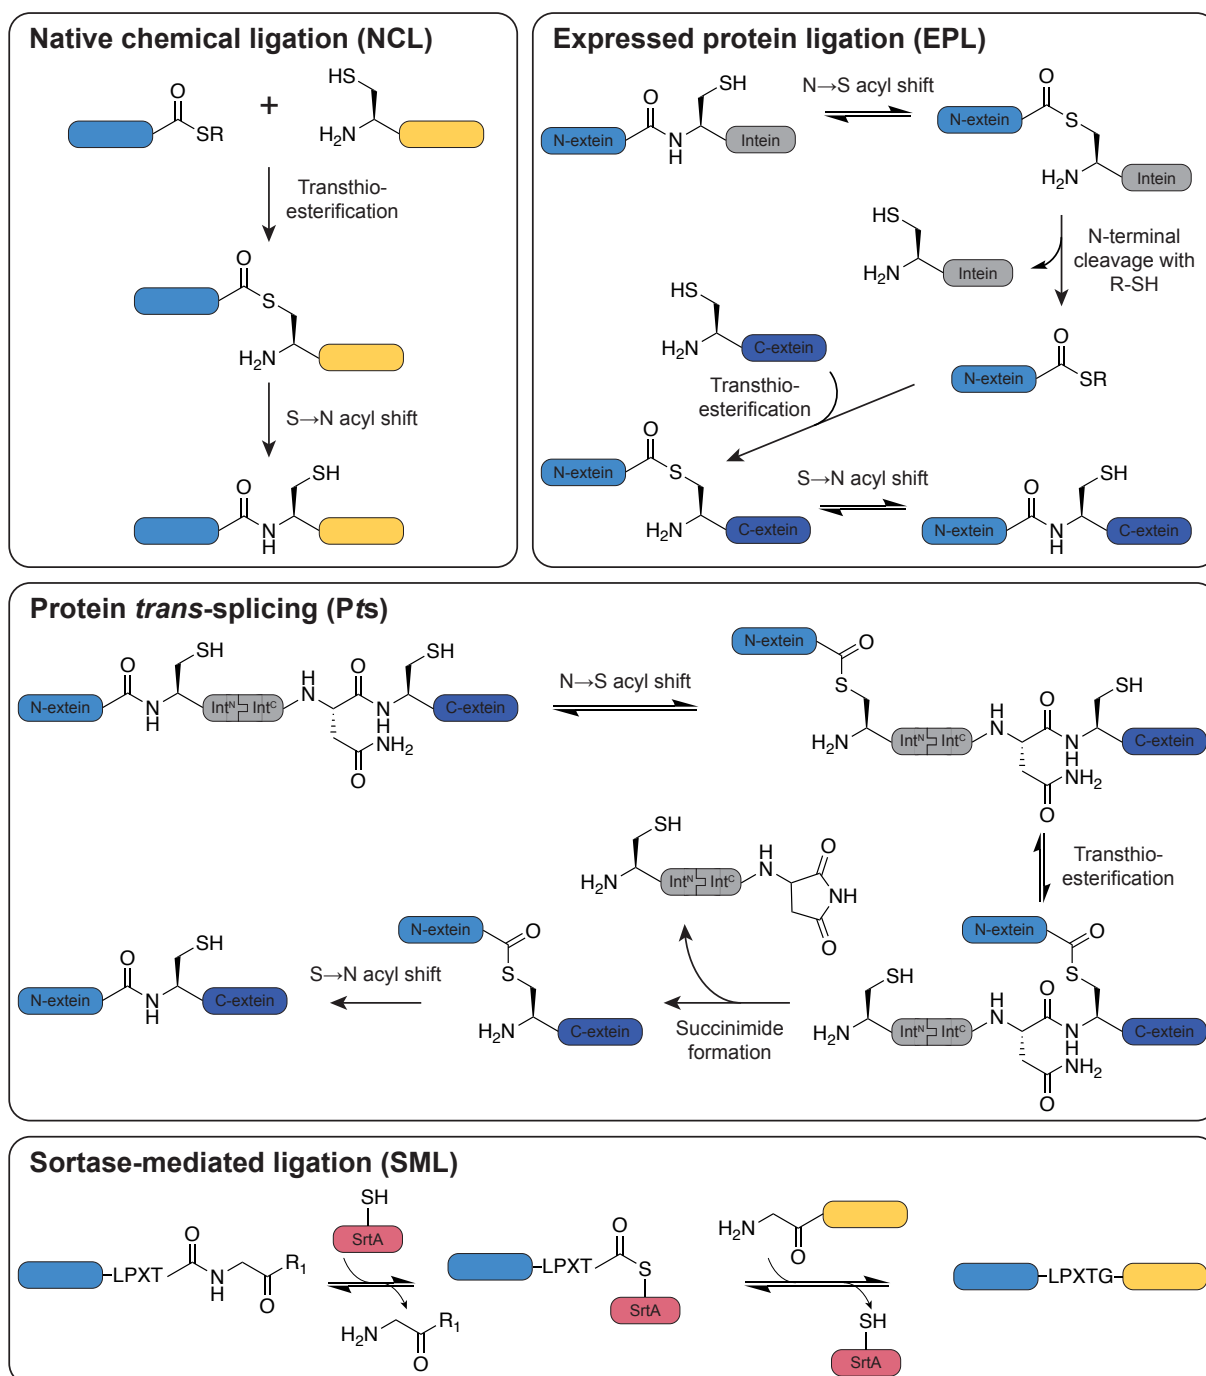 Native chemical ligation (NCL)
O
SR
+
HS
H2N
Transthio-
esterification
O
S
H2N
S→N acyl shift
O
N
H
SH
Expressed protein ligation (EPL)
N-extein
O
N
H
SH
Intein
N→S acyl shift
N-extein
O
S
H2N
Intein
HS
H2N
Intein
N-terminal
cleavage with
R-SH
HS
H2N
C-extein
N-extein
O
SR
Transthio-
esterification
N-extein
O
S
H2N
C-extein
S→N acyl shift
N-extein
O
N
H
SH
C-extein
Protein trans-splicing (Pts)
N-extein
O
N
H
SH
IntN
IntC
H
N
O
NH2
O
N
H
SH
C-extein
N→S acyl shift
N-extein
O
S
H2N
IntN
IntC
H
N
O
NH2
O
N
H
SH
C-extein
Transthio-
esterification
N-extein
O
S
SH
H2N
IntN
IntC
H
N
O
N
H
C-extein
NH2
O
Succinimide
formation
SH
H2N
IntN
IntC
H
N
O
NH
O
N-extein
O
S
H2N
C-extein
S→N acyl shift
N-extein
O
N
H
SH
C-extein
Sortase-mediated ligation (SML)
LPXT
O
N
H
O
R1
SH
SrtA
H2N
O
R1
LPXT
O
S
SrtA
H2N
O
SH
SrtA
LPXTG